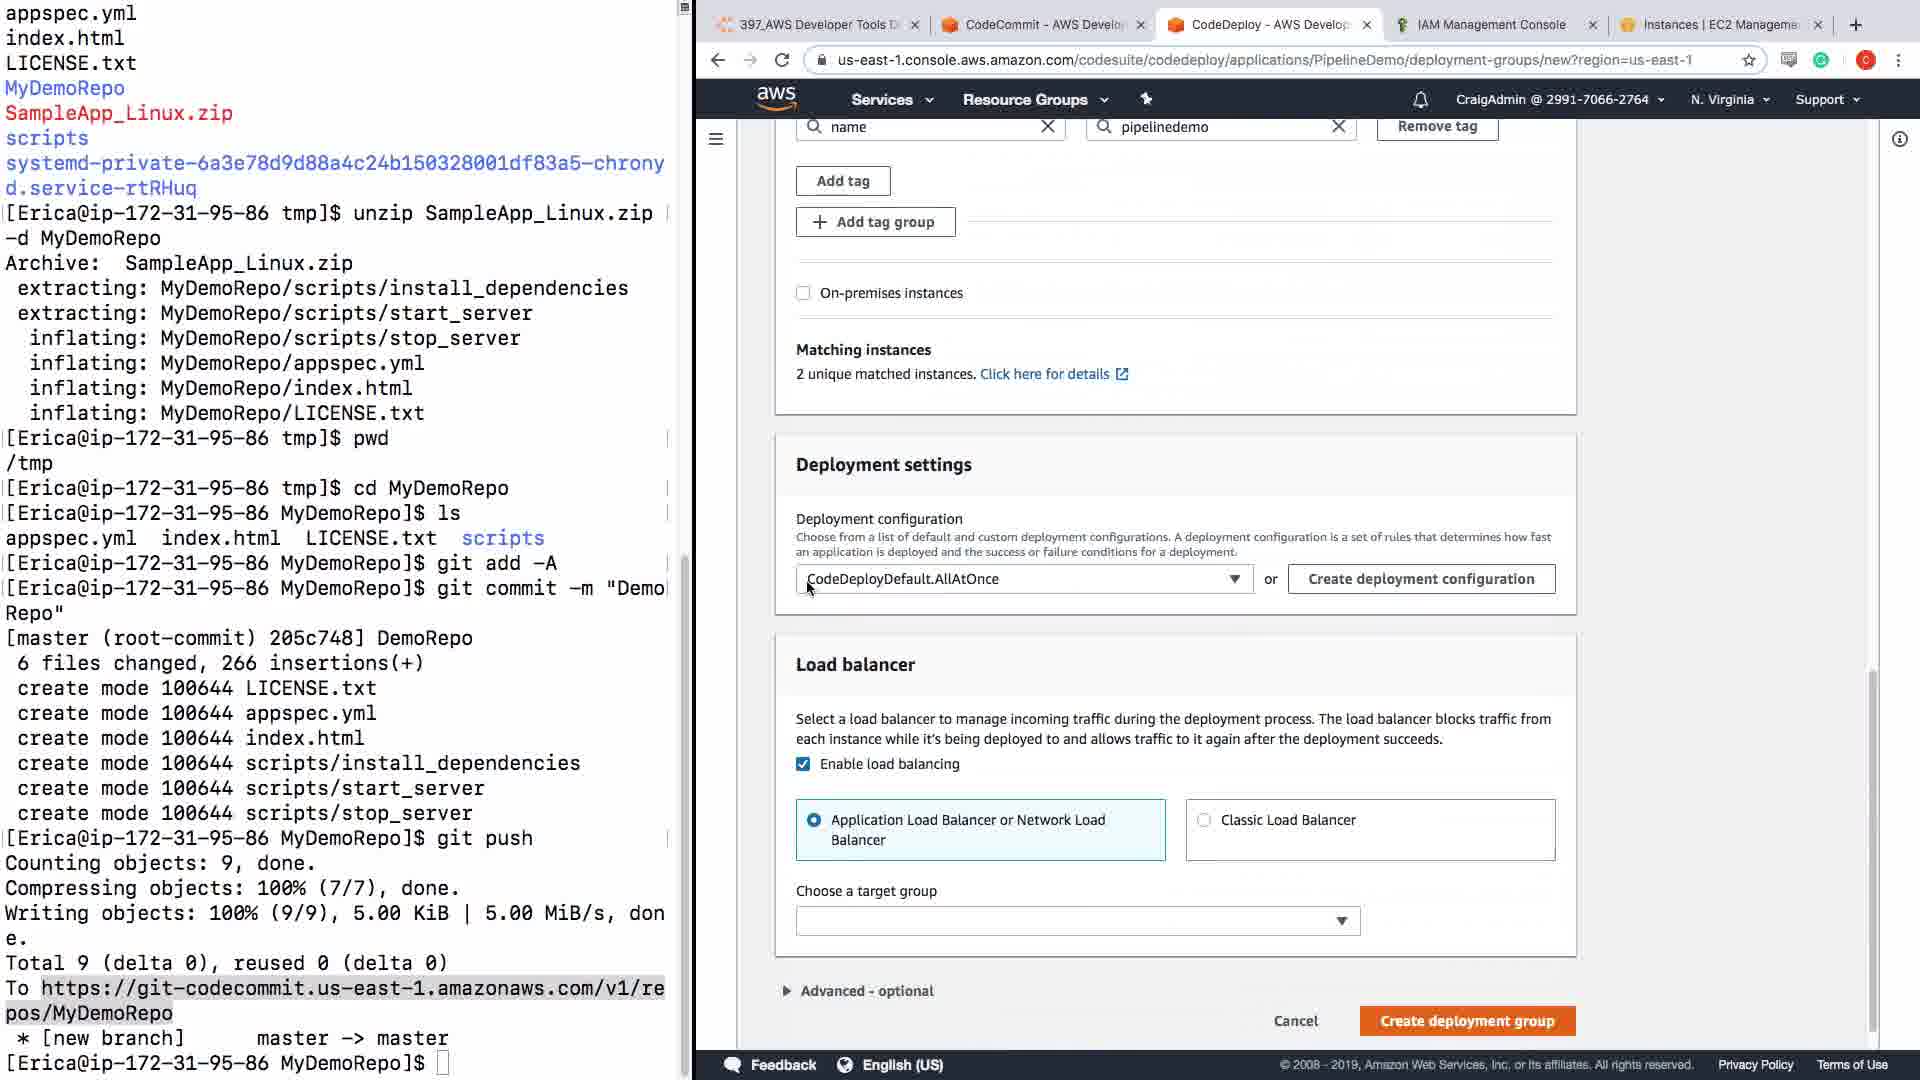 appspec.yml
index.html
LICENSE.txt
MyDemoRepo
SampleApp_Linux.zip
scripts
systemd-private-6a3e78d9d88a4c24b150328001df83a5-chrony
d.service-rtRHuq
[Erica@ip-172-31-95-86 tmp]$ unzip SampleApp_Linux.zip
-d MyDemoRepo
Archive:  SampleApp_Linux.zip
extracting: MyDemoRepo/scripts/install_dependencies
extracting: MyDemoRepo/scripts/start_server
inflating: MyDemoRepo/scripts/stop_server
inflating: MyDemoRepo/appspec.yml
inflating: MyDemoRepo/index.html
inflating: MyDemoRepo/LICENSE.txt
[Erica@ip-172-31-95-86 tmp]$ pwd
/tmp
[Erica@ip-172-31-95-86 tmp]$ cd MyDemoRepo
[Erica@ip-172-31-95-86 MyDemoRepo]$ ls
appspec.yml  index.html  LICENSE.txt  scripts
[Erica@ip-172-31-95-86 MyDemoRepo]$ git add -A
[Erica@ip-172-31-95-86 MyDemoRepo]$ git commit -m "Demo
Repo"
[master (root-commit) 205c748] DemoRepo
6 files changed, 266 insertions(+)
create mode 100644 LICENSE.txt
create mode 100644 appspec.yml
create mode 100644 index.html
create mode 100644 scripts/install_dependencies
create mode 100644 scripts/start_server
create mode 100644 scripts/stop_server
[Erica@ip-172-31-95-86 MyDemoRepo]$ git push
Counting objects: 9, done.
Compressing objects: 100% (7/7), done.
Writing objects: 100% (9/9), 5.00 KiB | 5.00 MiB/s, don
e.
Total 9 (delta 0), reused 0 (delta 0)
To https://git-codecommit.us-east-1.amazonaws.com/v1/re
pos/MyDemoRepo
* [new branch]      master -> master
[Erica@ip-172-31-95-86 MyDemoRepo]$
397_AWS Developer Tools D
CodeCommit - AWS Develo
CodeDeploy - AWS Develop
IAM Management Console
Instances | EC2 Manageme
us-east-1.console.aws.amazon.com/codesuite/codedeploy/applications/PipelineDemo/deployment-groups/new?region=us-east-1
C
aws
Services
Resource Groups
CraigAdmin @ 2991-7066-2764
N. Virginia
Support
name
pipelinedemo
Remove tag
Add tag
+ Add tag group
On-premises instances
Matching instances
2 unique matched instances. Click here for details
Deployment settings
Deployment configuration
Choose from a list of default and custom deployment configurations. A deployment configuration is a set of rules that determines how fast
an application is deployed and the success or failure conditions for a deployment.
CodeDeployDefault.AllAtOnce
or
Create deployment configuration
Load balancer
Select a load balancer to manage incoming traffic during the deployment process. The load balancer blocks traffic from
each instance while it's being deployed to and allows traffic to it again after the deployment succeeds.
Enable load balancing
Application Load Balancer or Network Load
Balancer
Classic Load Balancer
Choose a target group
Advanced - optional
Cancel
Create deployment group
Feedback
English (US)
© 2008 - 2019, Amazon Web Services, Inc. or its affiliates. All rights reserved.
Privacy Policy
Terms of Use